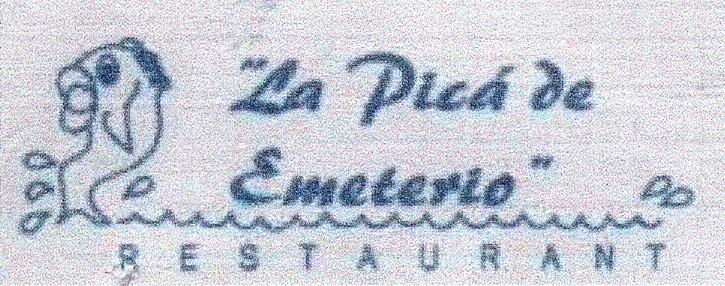 "La Picá de
Emeterio"
RESTAURANT